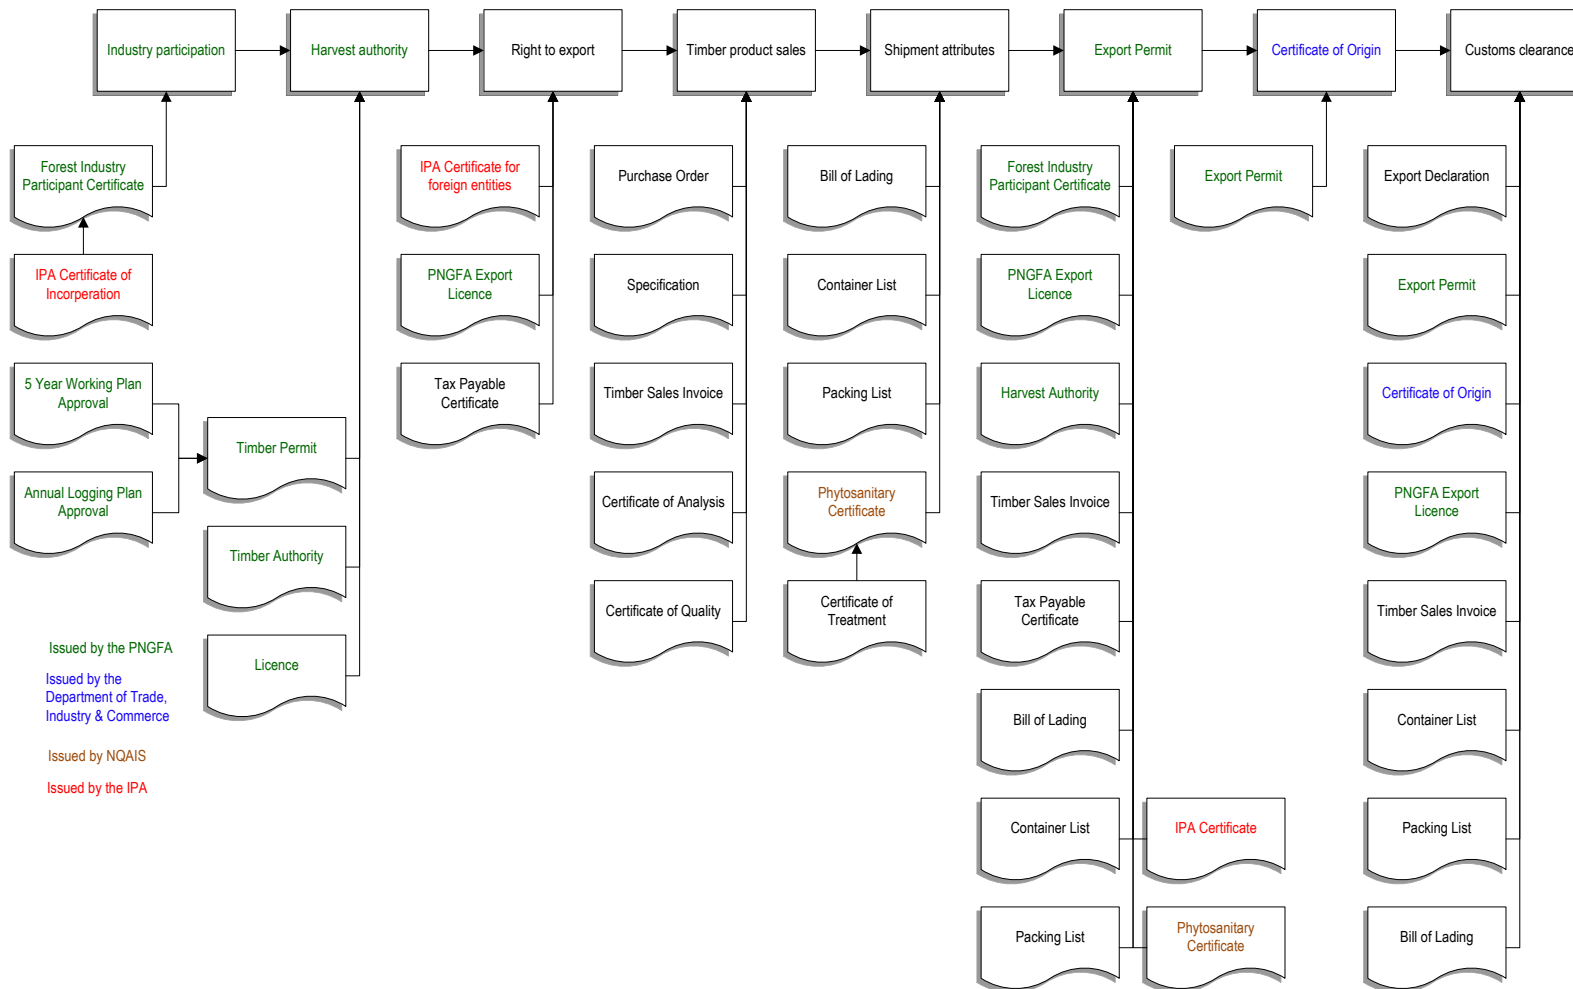 Industry participation
Harvest authority
Right to export
Timber product sales
Shipment attributes
Export Permit
Certificate of Origin
Customs clearance
Forest Industry
Participant Certificate
IPA Certificate of
Incorperation
5 Year Working Plan
Approval
Annual Logging Plan
Approval
Timber Permit
Timber Authority
Licence
IPA Certificate for
foreign entities
PNGFA Export
Licence
Tax Payable
Certificate
Purchase Order
Specification
Timber Sales Invoice
Certificate of Analysis
Certificate of Quality
Bill of Lading
Container List
Packing List
Phytosanitary
Certificate
Certificate of
Treatment
Forest Industry
Participant Certificate
PNGFA Export
Licence
Harvest Authority
Timber Sales Invoice
Tax Payable
Certificate
Bill of Lading
Container List
Packing List
IPA Certificate
Phytosanitary
Certificate
Export Permit
Export Declaration
Export Permit
Certificate of Origin
PNGFA Export
Licence
Timber Sales Invoice
Container List
Packing List
Bill of Lading
Issued by the PNGFA
Issued by the
Department of Trade,
Industry & Commerce
Issued by NQAIS
Issued by the IPA